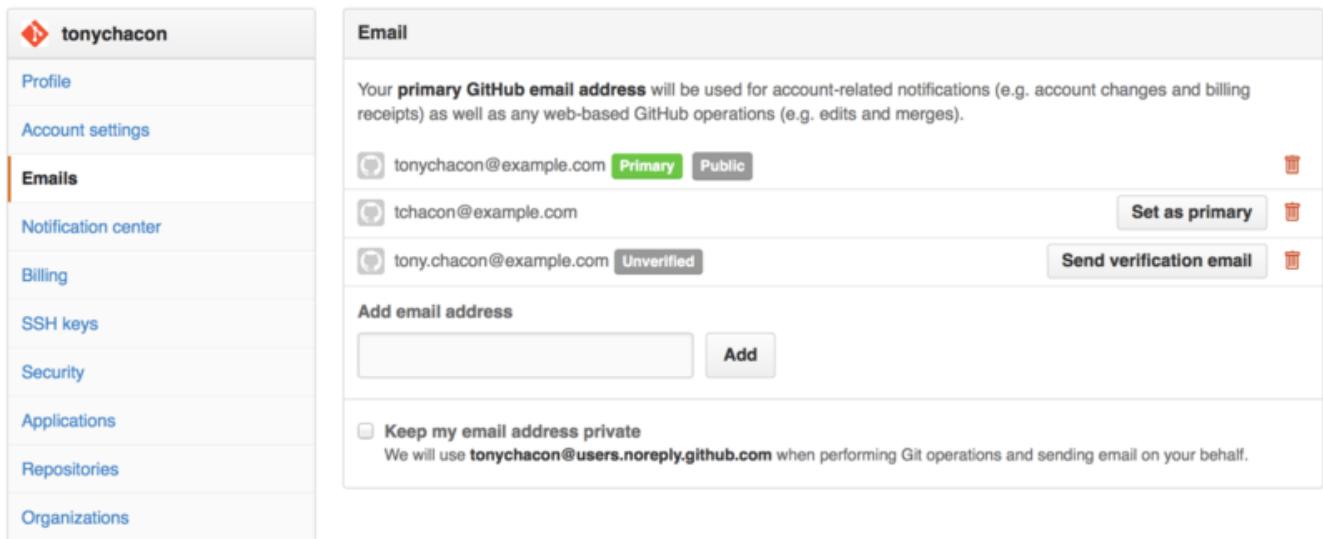 tonychacon
Profile
Account settings
Emails
Notification center
Billing
SSH keys
Security
Applications
Repositories
Organizations
Email
Your primary GitHub email address will be used for account-related notifications (e.g. account changes and billing
receipts) as well as any web-based GitHub operations (e.g. edits and merges).
tonychacon@example.com Primary Public
tchacon@example.com Set as primary
tony.chacon@example.com Unverified Send verification email
Add email address
Add
Keep my email address private
We will use tonychacon@users.noreply.github.com when performing Git operations and sending email on your behalf.